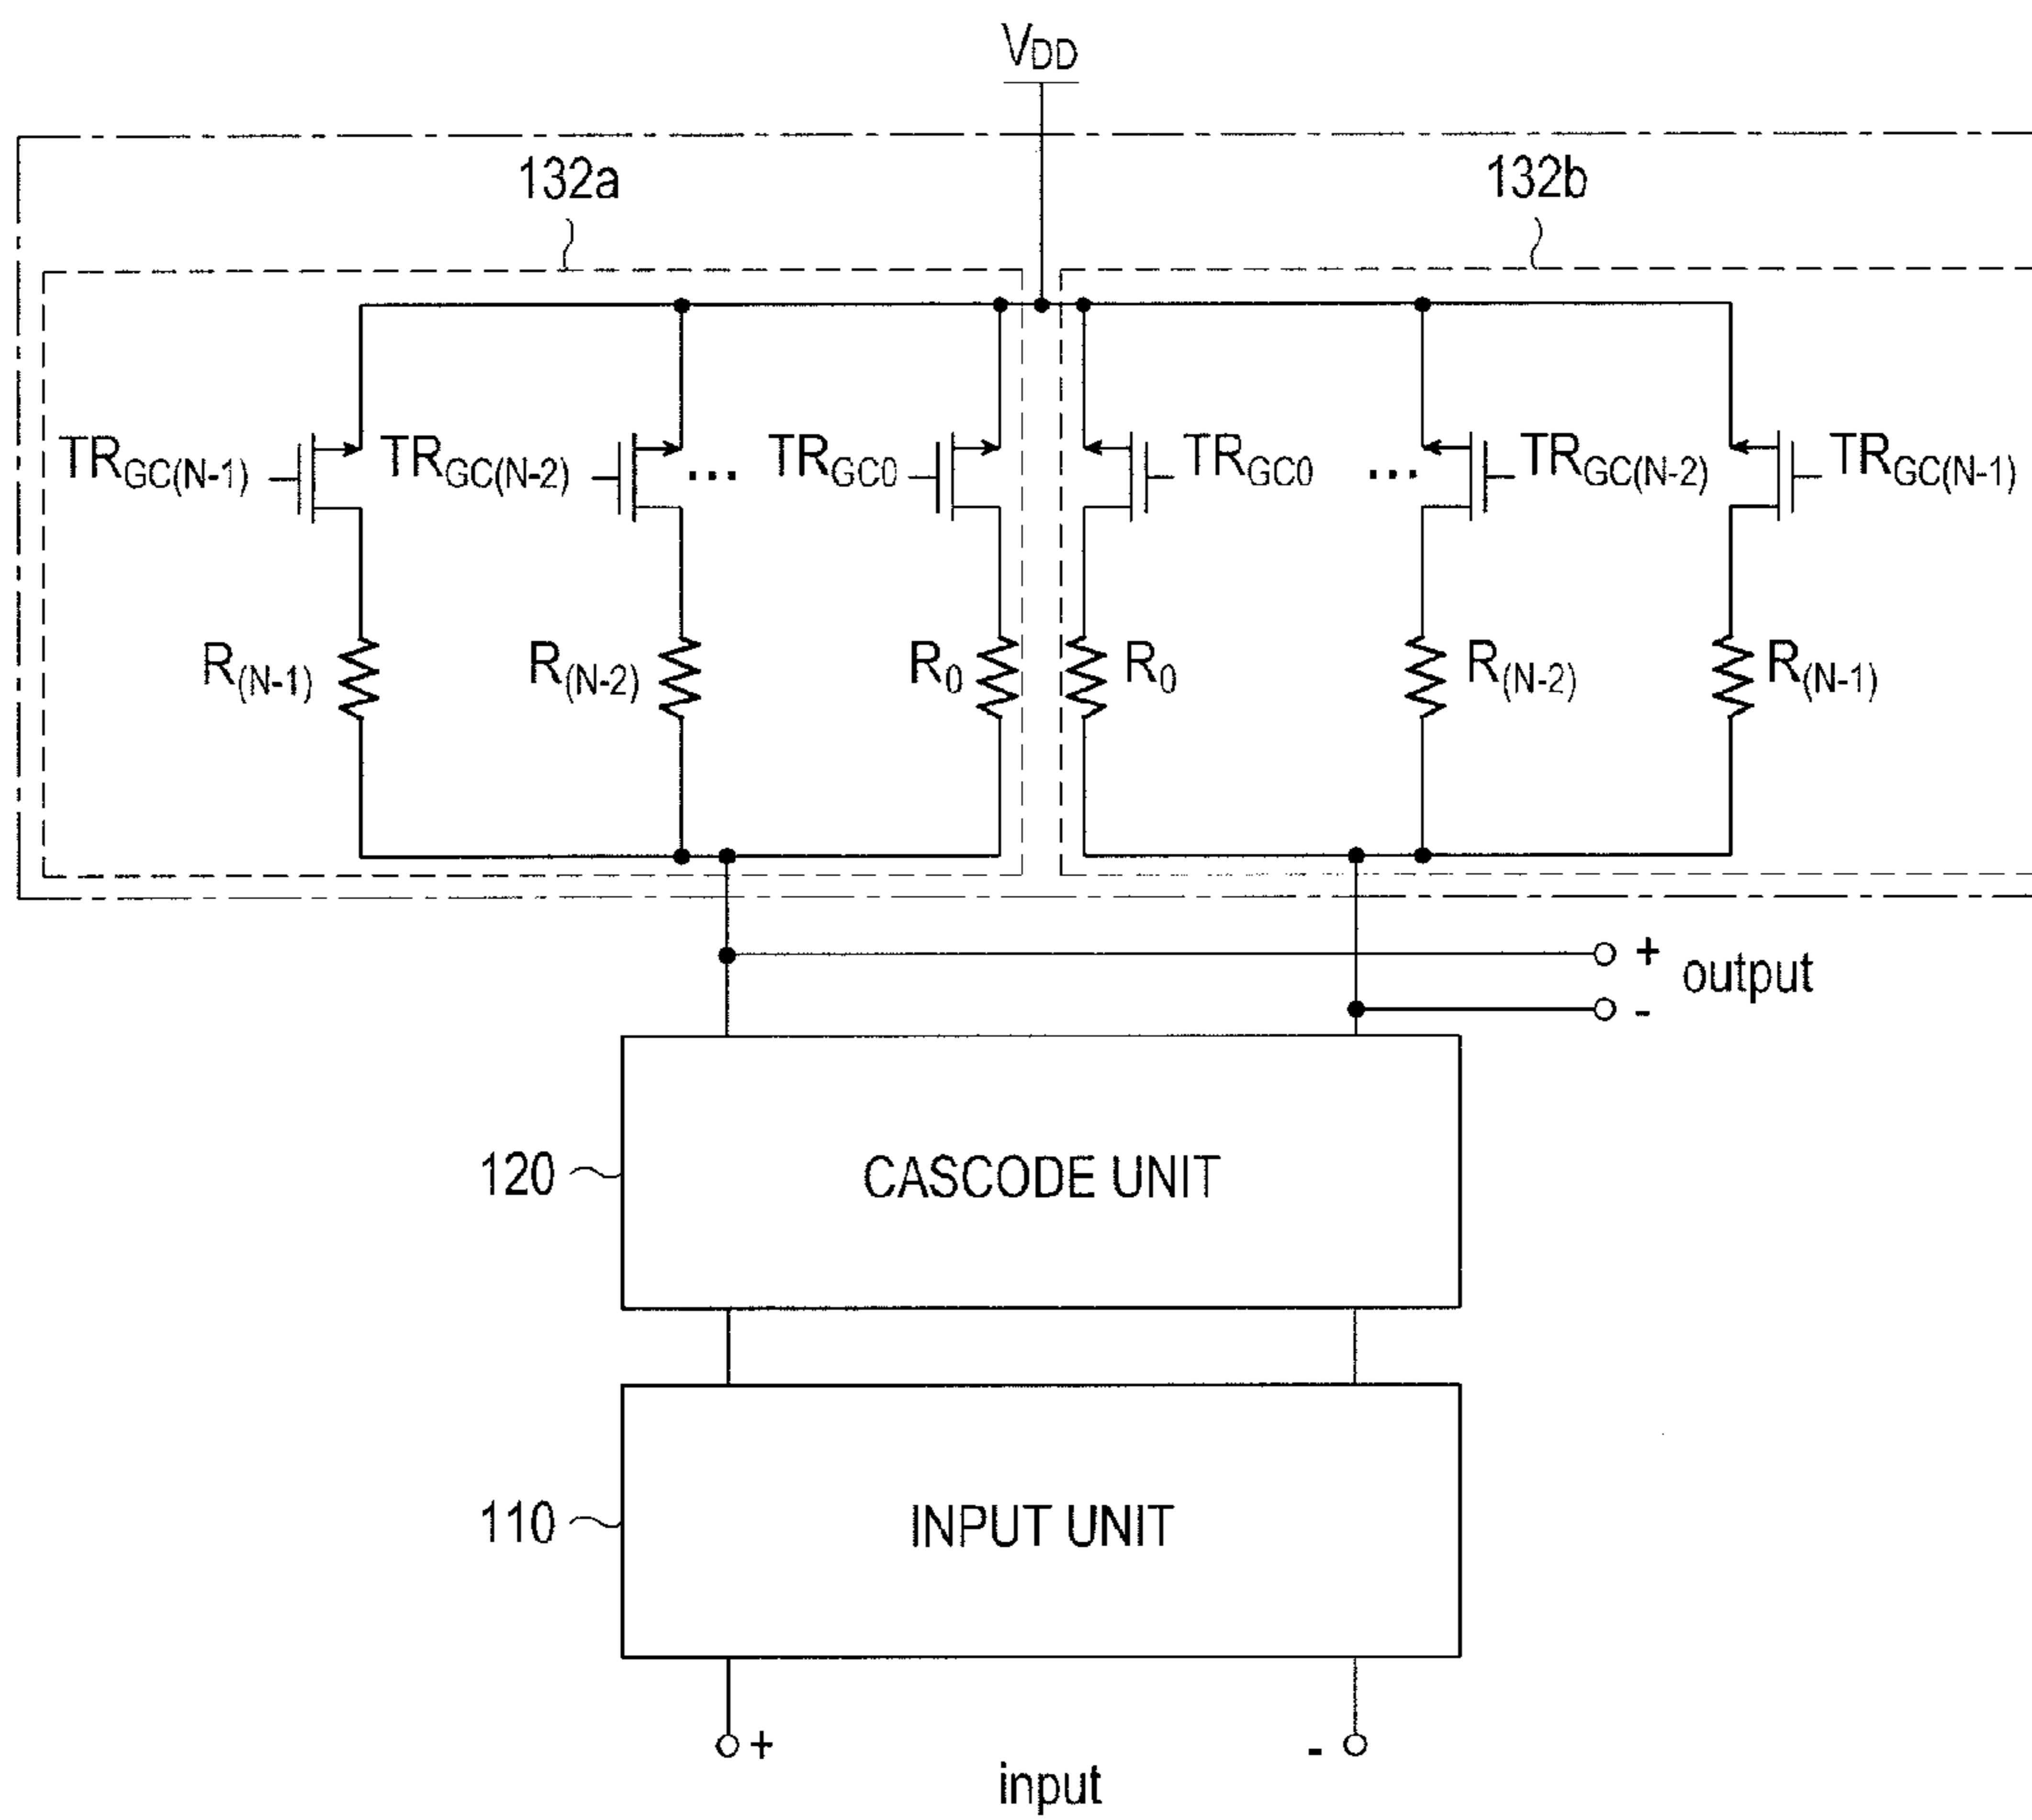 VDD
132a
132b
TRGC(N-1)
TRGC(N-2)
...
TRGC0
TRGC0
...
TRGC(N-2)
TRGC(N-1)
R(N-1)
R(N-2)
R0
R0
R(N-2)
R(N-1)
+
output
-
120
CASCODE UNIT
110
INPUT UNIT
+
-
input